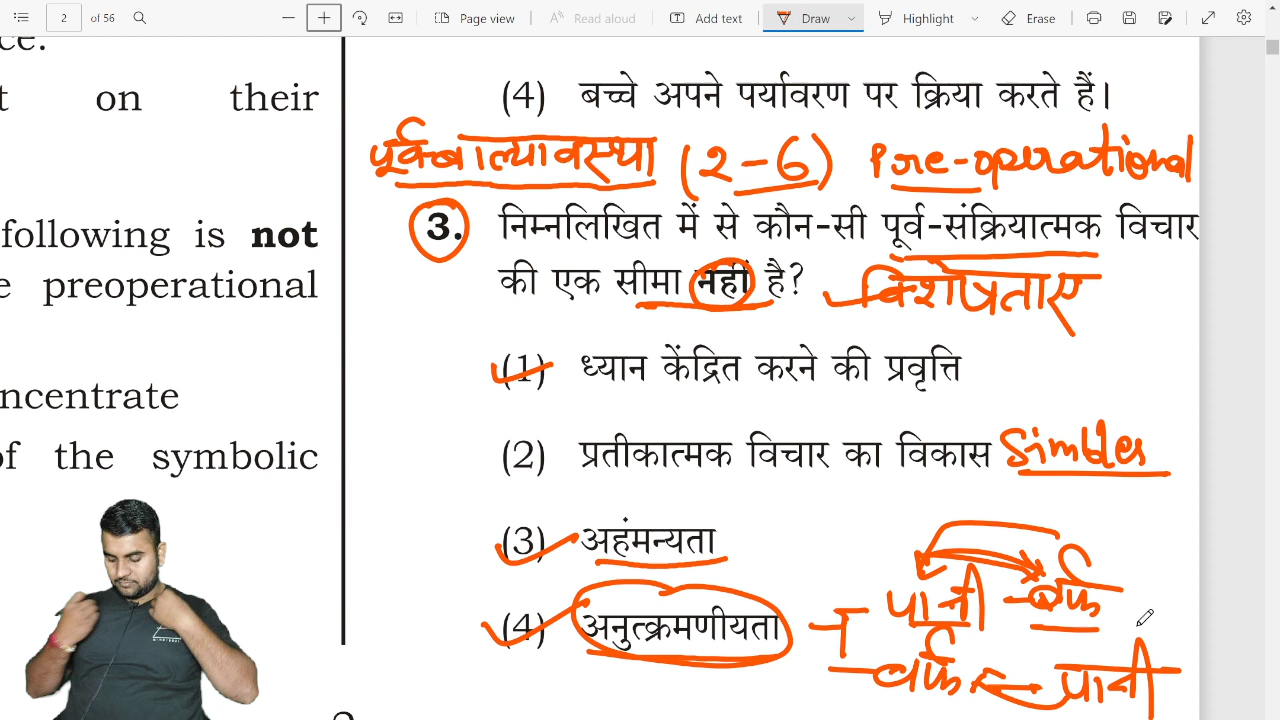 2 of 56 Page view Read aloud Add text Draw Highlight Erase
ce.
t on their
following is not
e preoperational
ncentrate
of the symbolic
(4) बच्चे अपने पर्यावरण पर क्रिया करते हैं।
पूर्वबाल्यावस्था (2-6) Pre-operational
3. निम्नलिखित में से कौन-सी पूर्व-संक्रियात्मक विचार
की एक सीमा नहीं है? विशेषताए
(1) ध्यान केंद्रित करने की प्रवृत्ति
(2) प्रतीकात्मक विचार का विकास Simbles
(3) अहंमन्यता
(4) अनुत्क्रमणीयता
पानी - बर्फ
बर्फ पानी